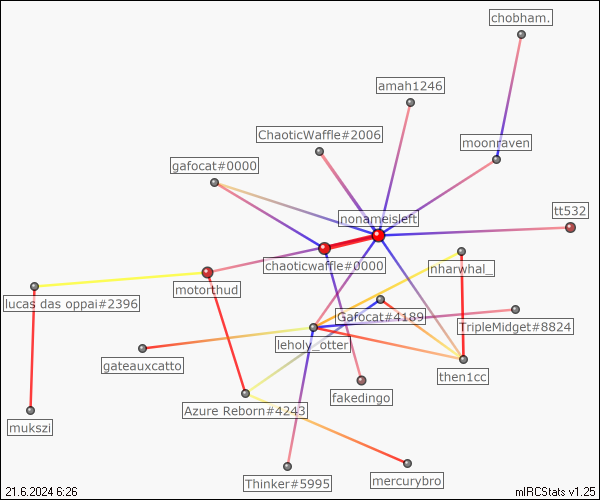 chobham.
amah1246
ChaoticWaffle#2006
moonraven
gafocat#0000
nonameisleft
tt532
chaoticwaffle#0000
nharwhal_
motorthud
lucas das oppai#2396
Gafocat#4189
TripleMidget#8824
leholy_otter
gateauxcatto
then1cc
fakedingo
Azure Reborn#4243
mukszi
Thinker#5995
mercurybro
21.6.2024 6:26
mIRCStats v1.25